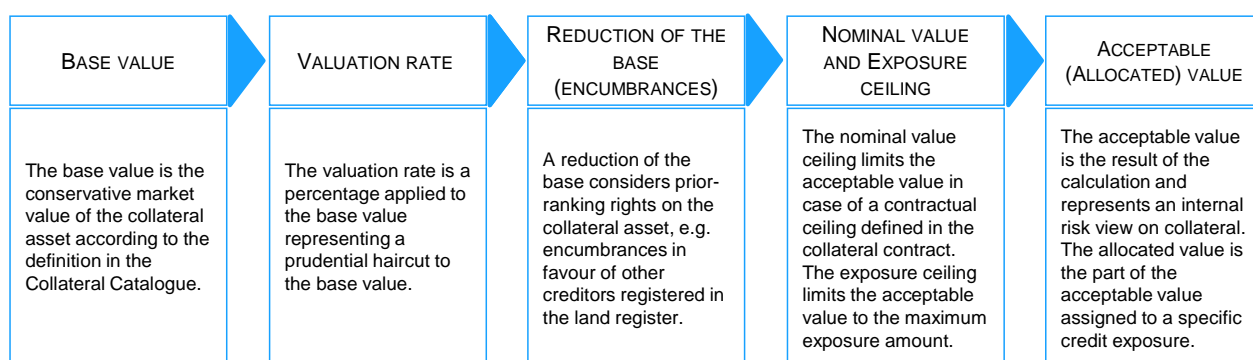 BASE VALUE
The base value is the
conservative market
value of the collateral
asset according to the
definition in the
Collateral Catalogue.
VALUATION RATE
The valuation rate is a
percentage applied to
the base value
representing a
prudential haircut to
the base value.
REDUCTION OF THE
BASE
(ENCUMBRANCES)
A reduction of the
base considers prior-
ranking rights on the
collateral asset, e.g.
encumbrances in
favour of other
creditors registered in
the land register.
NOMINAL VALUE
AND EXPOSURE
CEILING
The nominal value
ceiling limits the
acceptable value in
case of a contractual
ceiling defined in the
collateral contract.
The exposure ceiling
limits the acceptable
value to the maximum
exposure amount.
ACCEPTABLE
(ALLOCATED) VALUE
The acceptable value
is the result of the
calculation and
represents an internal
risk view on collateral.
The allocated value is
the part of the
acceptable value
assigned to a specific
credit exposure.